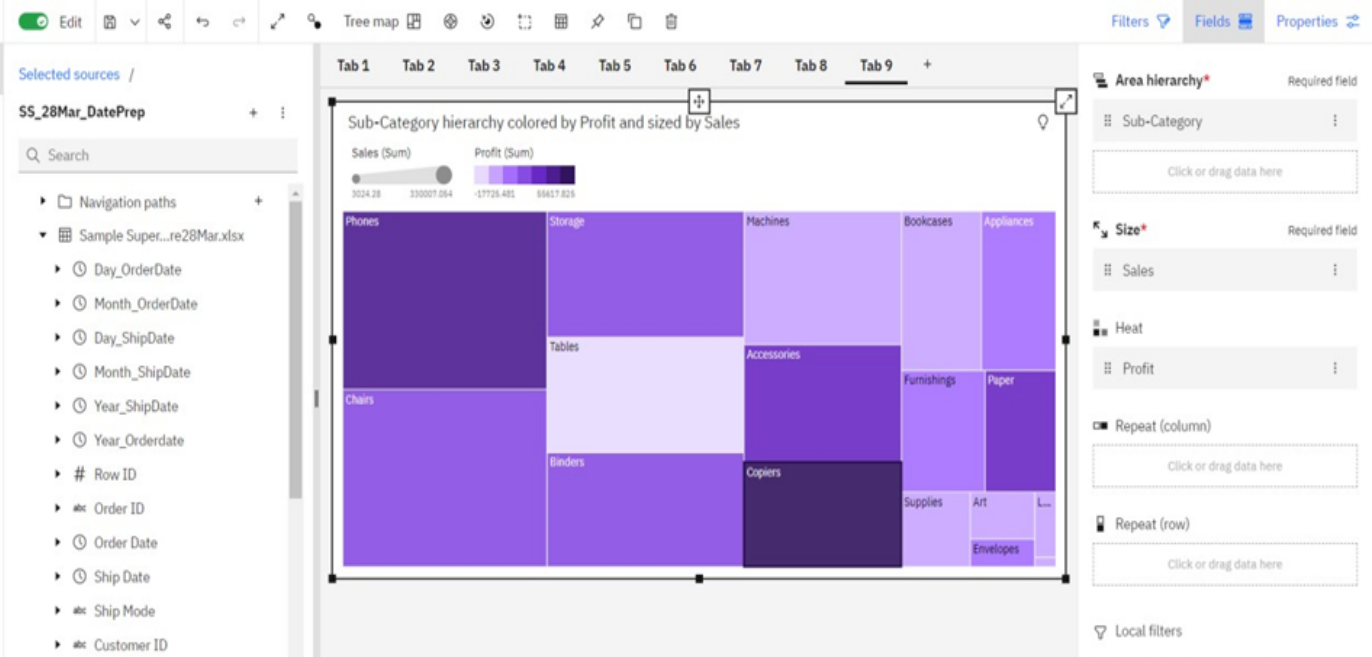 Edit
Tree map
Filters
Fields
Properties
Selected sources /
SS_28Mar_DatePrep
Search
Navigation paths
Sample Super...re28Mar.xlsx
Day_OrderDate
Month_OrderDate
Day_ShipDate
Month_ShipDate
Year_ShipDate
Year_Orderdate
# Row ID
abc Order ID
Order Date
Ship Date
abc Ship Mode
abc Customer ID
Tab 1 Tab 2 Tab 3 Tab 4 Tab 5 Tab 6 Tab 7 Tab 8 Tab 9 +
Sub-Category hierarchy colored by Profit and sized by Sales
Sales (Sum)
3024.28 330007.054
Profit (Sum)
-17725.481 55617.825
Phones
Storage
Machines
Bookcases
Appliances
Tables
Accessories
Furnishings
Paper
Chairs
Binders
Copiers
Supplies
Art
L...
Envelopes
Area hierarchy* Required field
Sub-Category
Click or drag data here
Size* Required field
Sales
Heat
Profit
Repeat (column)
Click or drag data here
Repeat (row)
Click or drag data here
Local filters